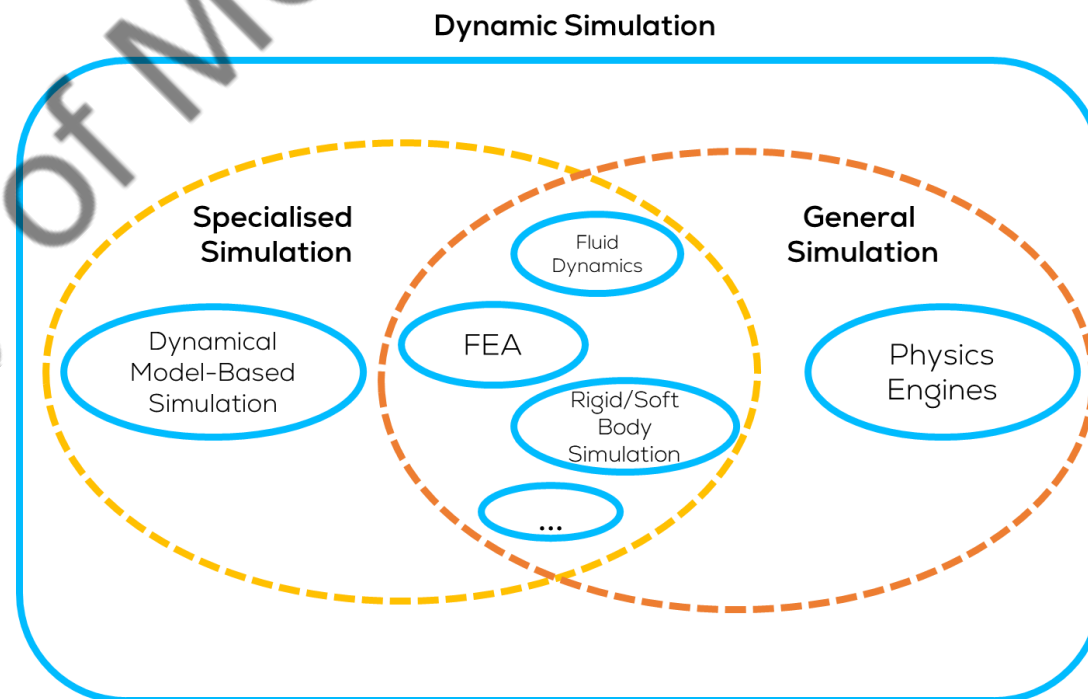 Dynamic Simulation
Specialised
Simulation
General
Simulation
Fluid
Dynamics
FEA
Dynamical
Model-Based
Simulation
Physics
Engines
Rigid/Soft
Body
Simulation
...
of